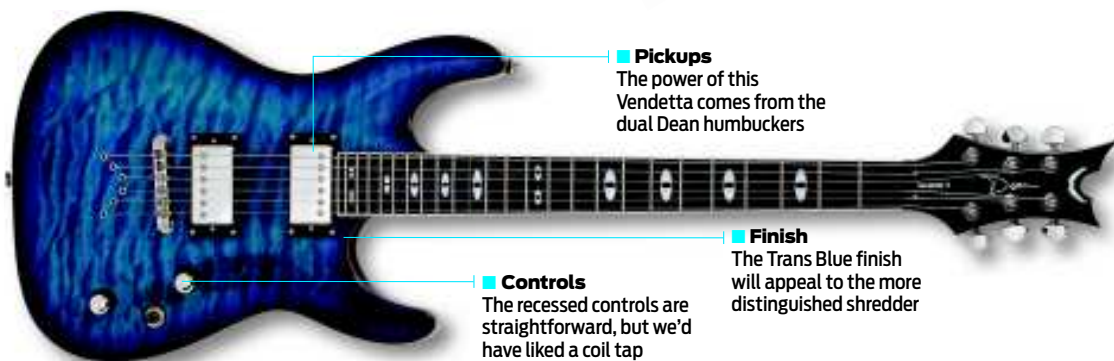 Pickups
The power of this
Vendetta comes from the
dual Dean humbuckers
Finish
The Trans Blue finish
will appeal to the more
distinguished shredder
Controls
The recessed controls are
straightforward, but we'd
have liked a coil tap